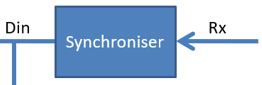 Din
Synchroniser
Rx